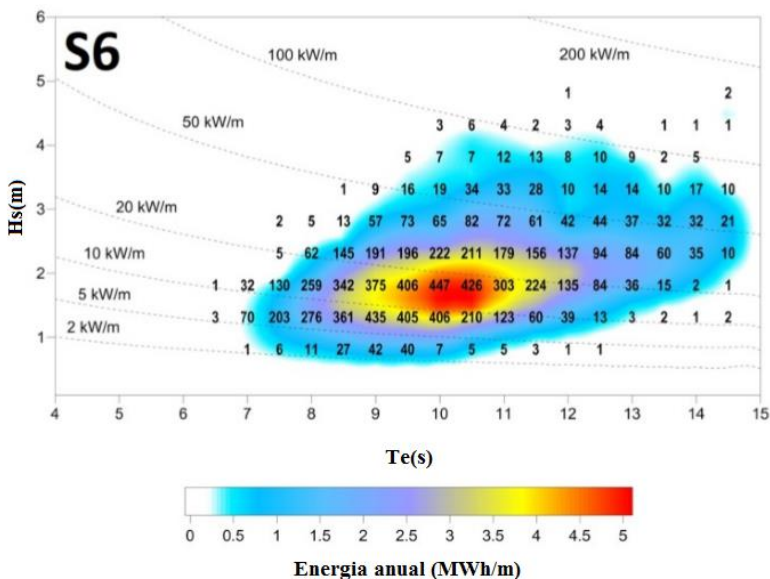 6
S6
100 kW/m
200 kW/m
5
1 2
50 kW/m
3 6 4 2 3 4 1 1 1
4
5 7 7 12 13 8 10 9 2 5
1 9 16 19 34 33 28 10 14 14 10 17 10
Hs(m)
3
20 kW/m
2 5 13 57 73 65 82 72 61 42 44 37 32 32 21
10 kW/m
5 62 145 191 196 222 211 179 156 137 94 84 60 35 10
2
5 kW/m
1 32 130 259 342 375 406 447 426 303 224 135 84 36 15 2 1
3 70 203 276 361 435 405 406 210 123 60 39 13 3 2 1 2
2 kW/m
1
1 6 11 27 42 40 7 5 5 3 1 1
4 5 6 7 8 9 10 11 12 13 14 15
Te(s)
0 0.5 1 1.5 2 2.5 3 3.5 4 4.5 5
Energia anual (MWh/m)